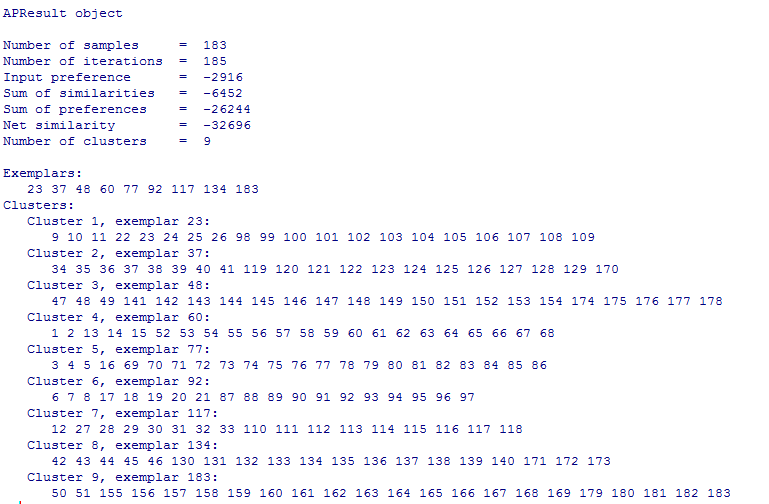 APResult object
Number of samples = 183
Number of iterations = 185
Input preference = -2916
Sum of similarities = -6452
Sum of preferences = -26244
Net similarity = -32696
Number of clusters = 9
Exemplars:
23 37 48 60 77 92 117 134 183
Clusters:
Cluster 1, exemplar 23:
9 10 11 22 23 24 25 26 98 99 100 101 102 103 104 105 106 107 108 109
Cluster 2, exemplar 37:
34 35 36 37 38 39 40 41 119 120 121 122 123 124 125 126 127 128 129 170
Cluster 3, exemplar 48:
47 48 49 141 142 143 144 145 146 147 148 149 150 151 152 153 154 174 175 176 177 178
Cluster 4, exemplar 60:
1 2 13 14 15 52 53 54 55 56 57 58 59 60 61 62 63 64 65 66 67 68
Cluster 5, exemplar 77:
3 4 5 16 69 70 71 72 73 74 75 76 77 78 79 80 81 82 83 84 85 86
Cluster 6, exemplar 92:
6 7 8 17 18 19 20 21 87 88 89 90 91 92 93 94 95 96 97
Cluster 7, exemplar 117:
12 27 28 29 30 31 32 33 110 111 112 113 114 115 116 117 118
Cluster 8, exemplar 134:
42 43 44 45 46 130 131 132 133 134 135 136 137 138 139 140 171 172 173
Cluster 9, exemplar 183:
50 51 155 156 157 158 159 160 161 162 163 164 165 166 167 168 169 179 180 181 182 183